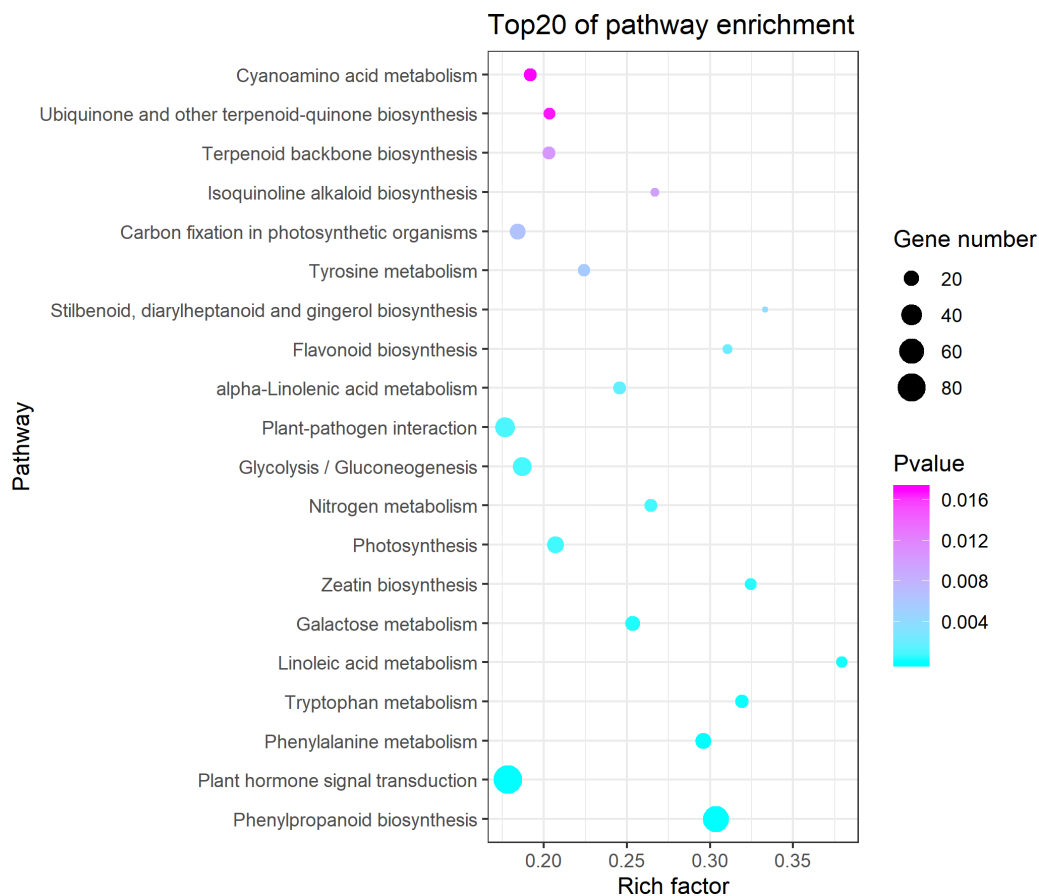 Top20 of pathway enrichment
Cyanoamino acid metabolism
Ubiquinone and other terpenoid-quinone biosynthesis
Terpenoid backbone biosynthesis
Isoquinoline alkaloid biosynthesis
Carbon fixation in photosynthetic organisms
Tyrosine metabolism
Stilbenoid, diarylheptanoid and gingerol biosynthesis
Flavonoid biosynthesis
alpha-Linolenic acid metabolism
Plant-pathogen interaction
Glycolysis / Gluconeogenesis
Nitrogen metabolism
Photosynthesis
Zeatin biosynthesis
Galactose metabolism
Linoleic acid metabolism
Tryptophan metabolism
Phenylalanine metabolism
Plant hormone signal transduction
Phenylpropanoid biosynthesis
Pathway
0.20 0.25 0.30 0.35
Rich factor
Gene number
20
40
60
80
Pvalue
0.016
0.012
0.008
0.004